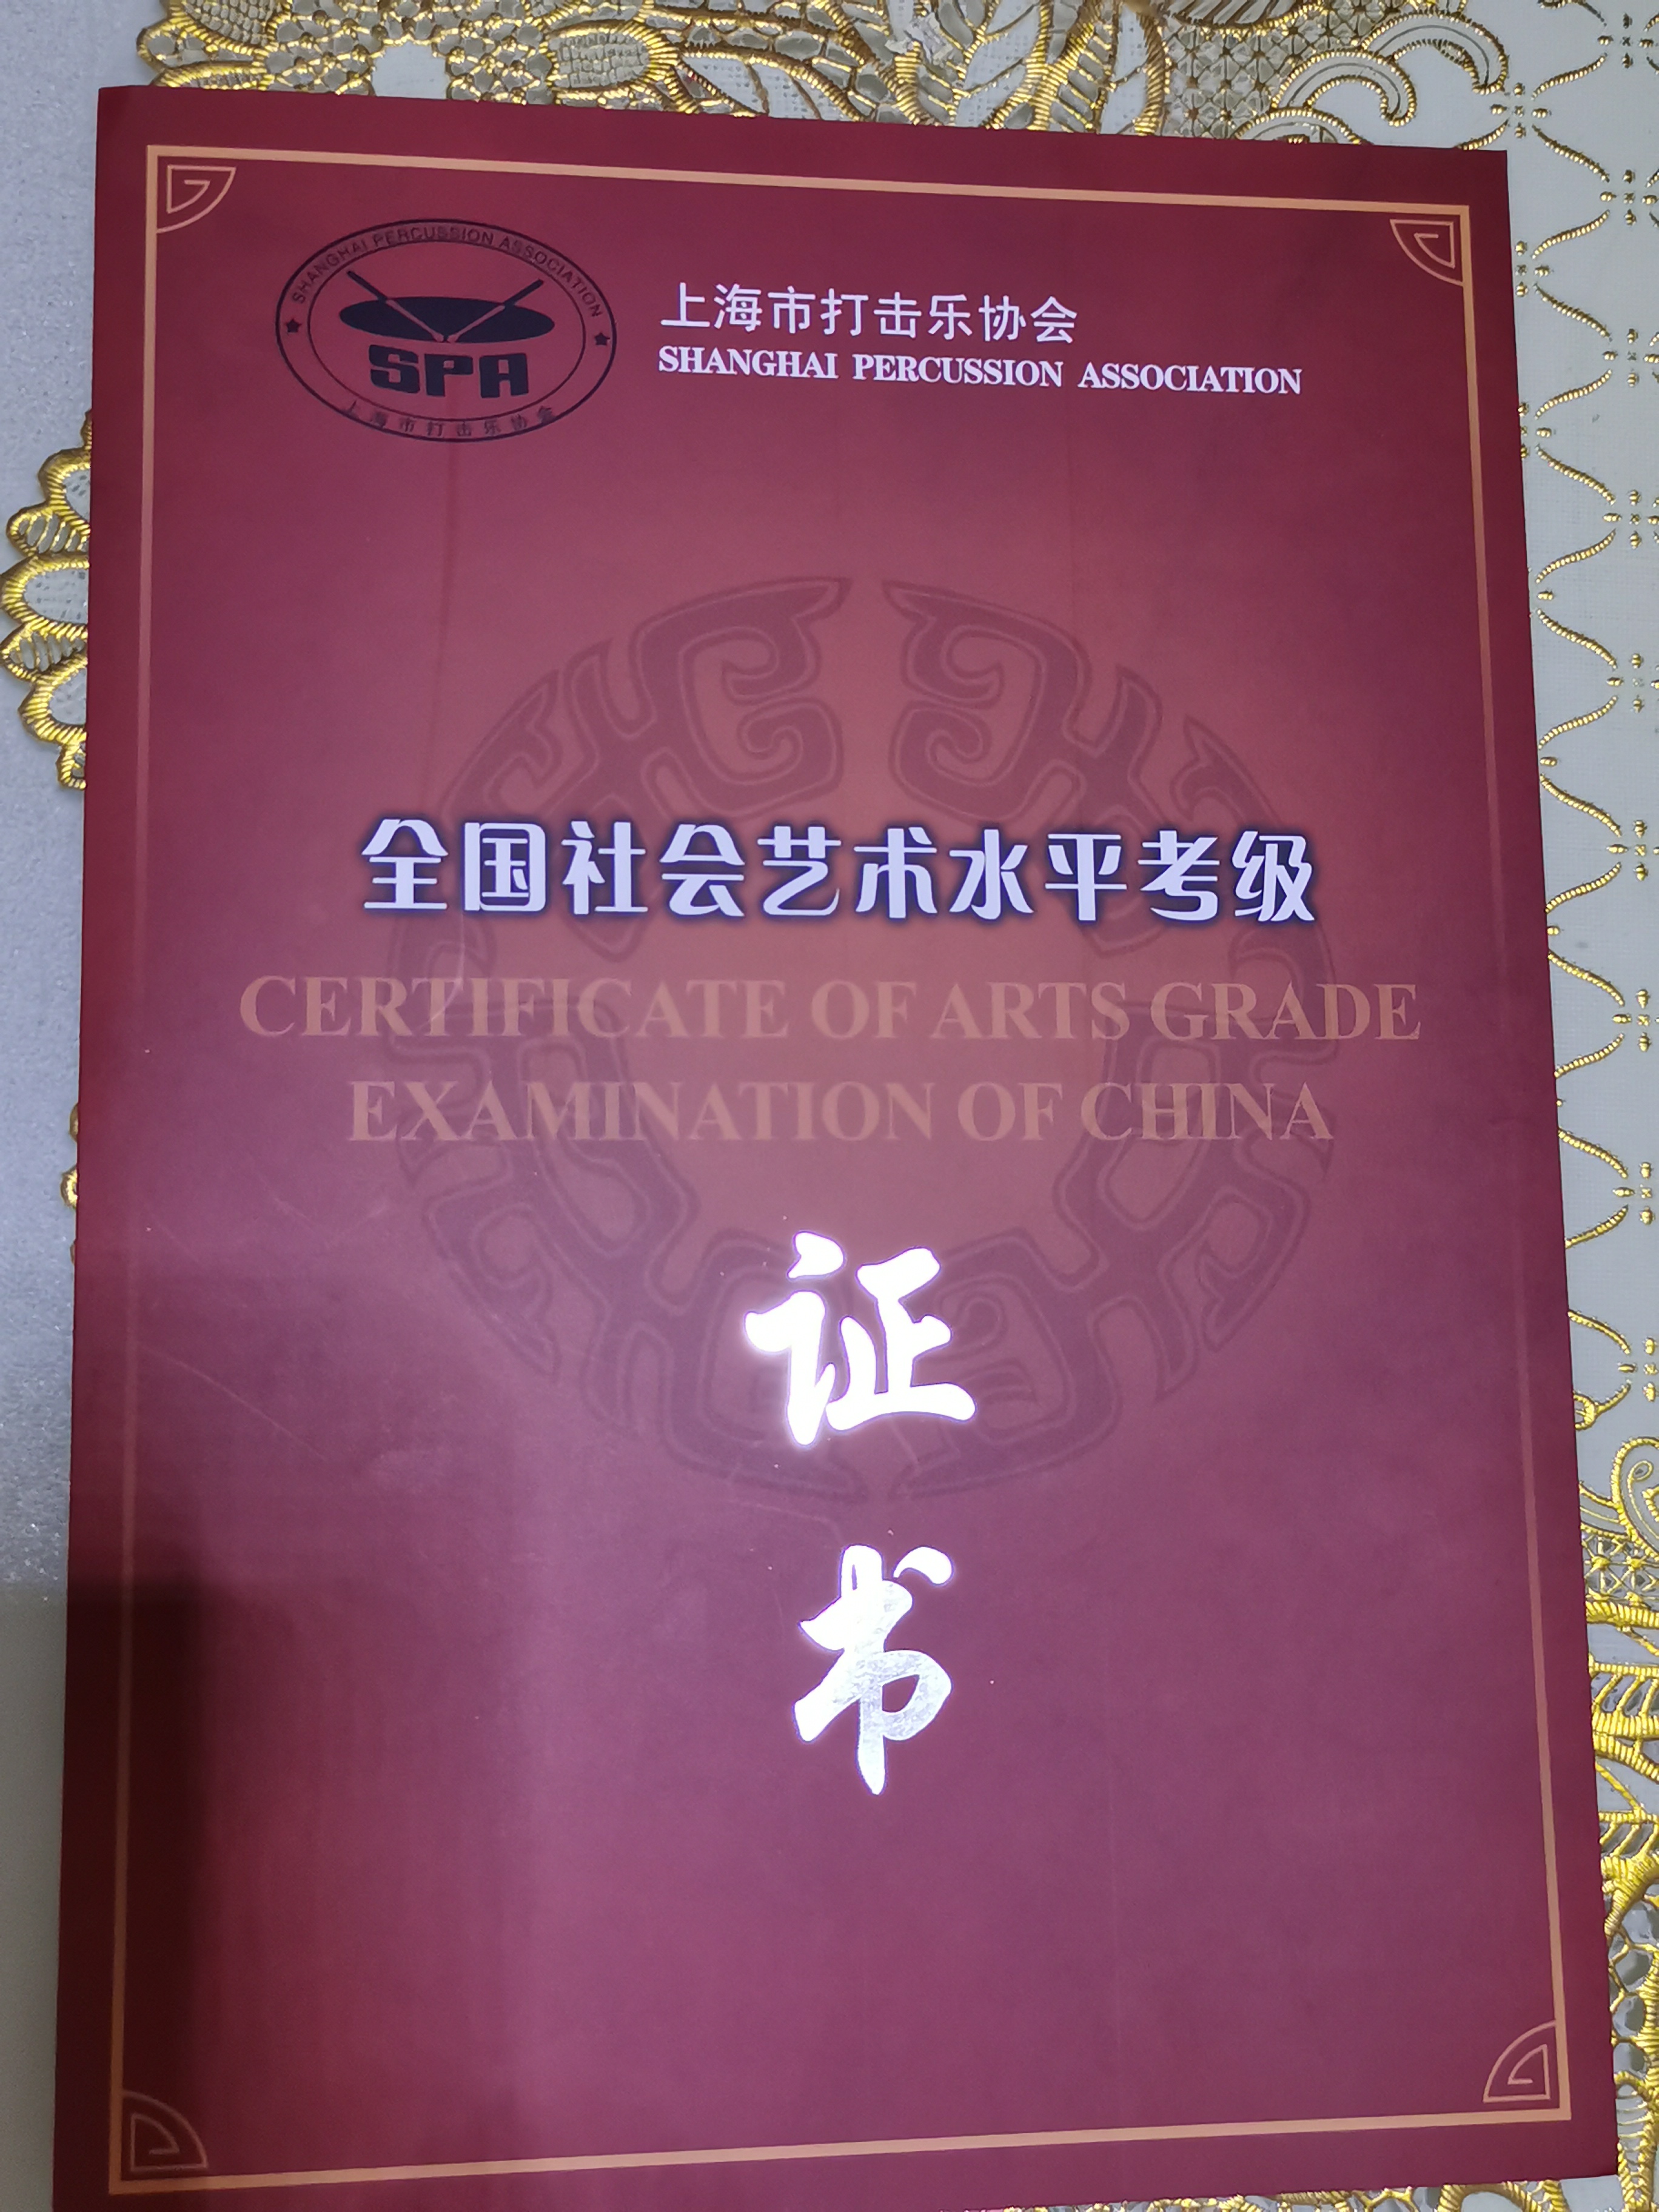 SHANGHAI PERCUSSION ASSOCIATION
SPA
上海市打击乐协会
上海市打击乐协会
SHANGHAI PERCUSSION ASSOCIATION
全国社会艺术水平考级
CERTIFICATE OF ARTS GRADE
EXAMINATION OF CHINA
证
书